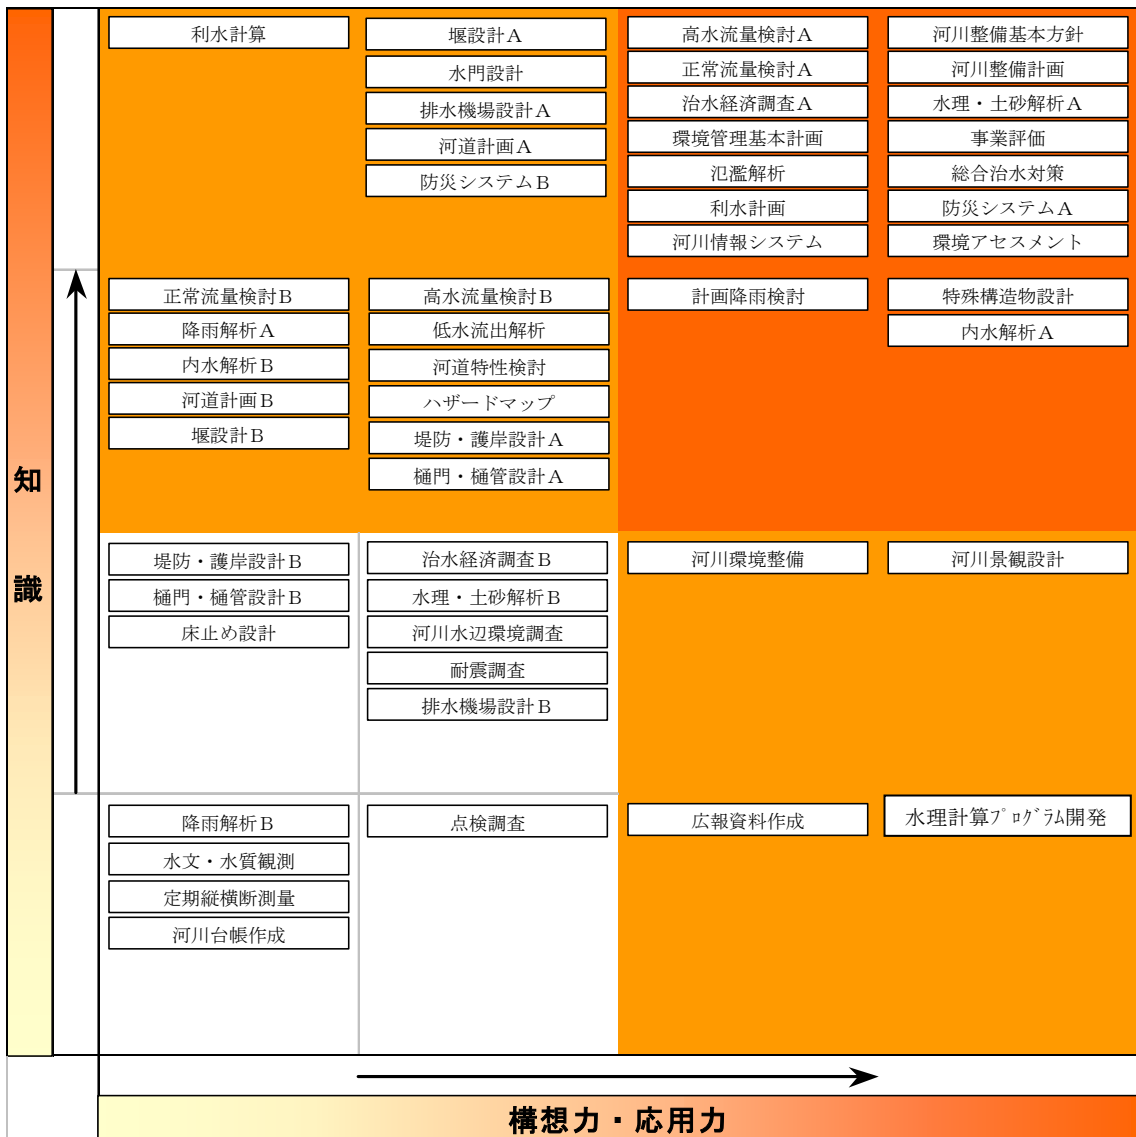 知
識
利水計算
堰設計A
水門設計
排水機場設計A
河道計画A
防災システムB
高水流量検討A
正常流量検討A
治水経済調査A
環境管理基本計画
氾濫解析
利水計画
河川情報システム
河川整備基本方針
河川整備計画
水理・土砂解析A
事業評価
総合治水対策
防災システムA
環境アセスメント
正常流量検討B
降雨解析A
内水解析B
河道計画B
堰設計B
高水流量検討B
低水流出解析
河道特性検討
ハザードマップ
堤防・護岸設計A
樋門・樋管設計A
計画降雨検討
特殊構造物設計
内水解析A
堤防・護岸設計B
樋門・樋管設計B
床止め設計
治水経済調査B
水理・土砂解析B
河川水辺環境調査
耐震調査
排水機場設計B
河川環境整備
河川景観設計
降雨解析B
水文・水質観測
定期縦横断測量
河川台帳作成
点検調査
広報資料作成
水理計算ﾌﾟﾛｸﾞﾗﾑ開発
構想力・応用力